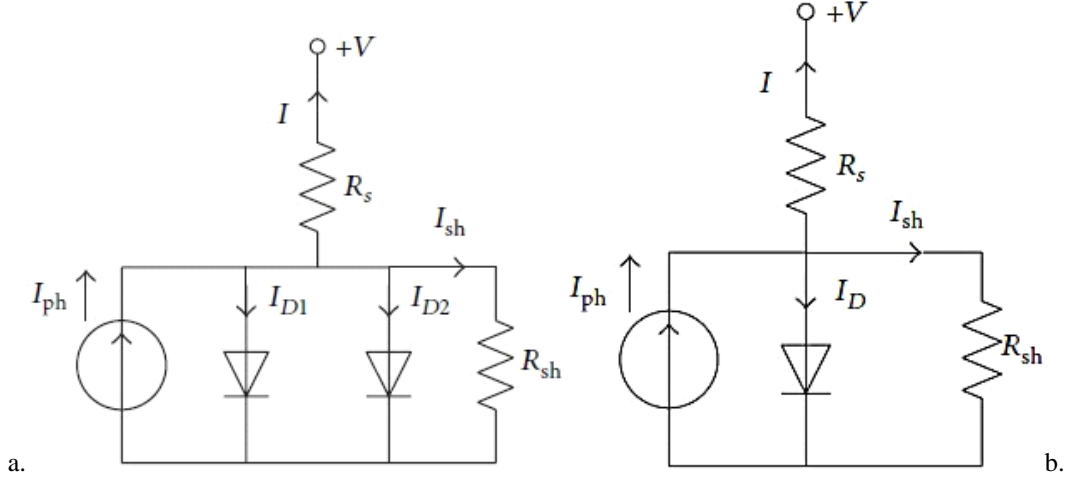 +V
I
R_s
I_sh
I_ph
I_D1
I_D2
R_sh
a.
+V
I
R_s
I_sh
I_ph
I_D
R_sh
b.